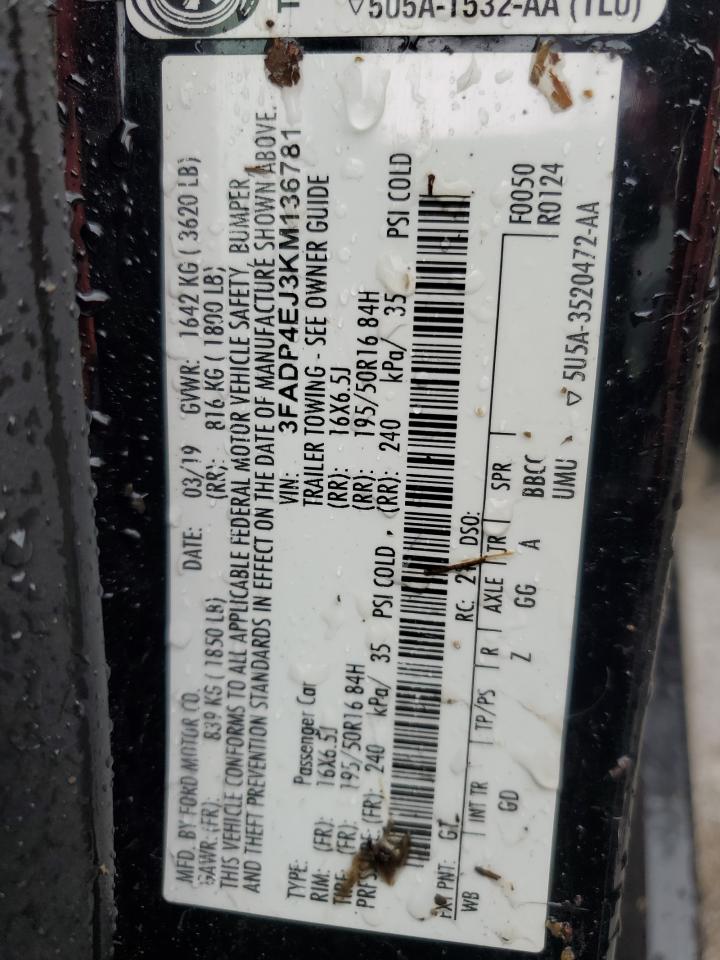 5U5A-1532-AA (1L0)
MFD. BY FORD MOTOR CO. DATE: 03/19 GVWR: 1642 KG ( 3620 LB)
GAWR: (FR): 839 KG ( 1850 LB) (RR): 816 KG ( 1800 LB)
THIS VEHICLE CONFORMS TO ALL APPLICABLE FEDERAL MOTOR VEHICLE SAFETY, BUMPER,
AND THEFT PREVENTION STANDARDS IN EFFECT ON THE DATE OF MANUFACTURE SHOWN ABOVE.
VIN: 3FADP4EJ3KM136781
TYPE: Passenger Car TRAILER TOWING - SEE OWNER GUIDE
RIM: (FR): 16X6.5J (RR): 16X6.5J
TIRE: (FR): 195/50R16 84H (RR): 195/50R16 84H
PRESSURE: (FR): 240 kPa/ 35 PSI COLD , (RR): 240 kPa/ 35 PSI COLD
EXT PNT: RC: DSO: F0050
WB INT TR TP/PS R AXLE TR SPR R0124
GD Z GG A BBCC
UMU ▽ 5U5A-3520472-AA